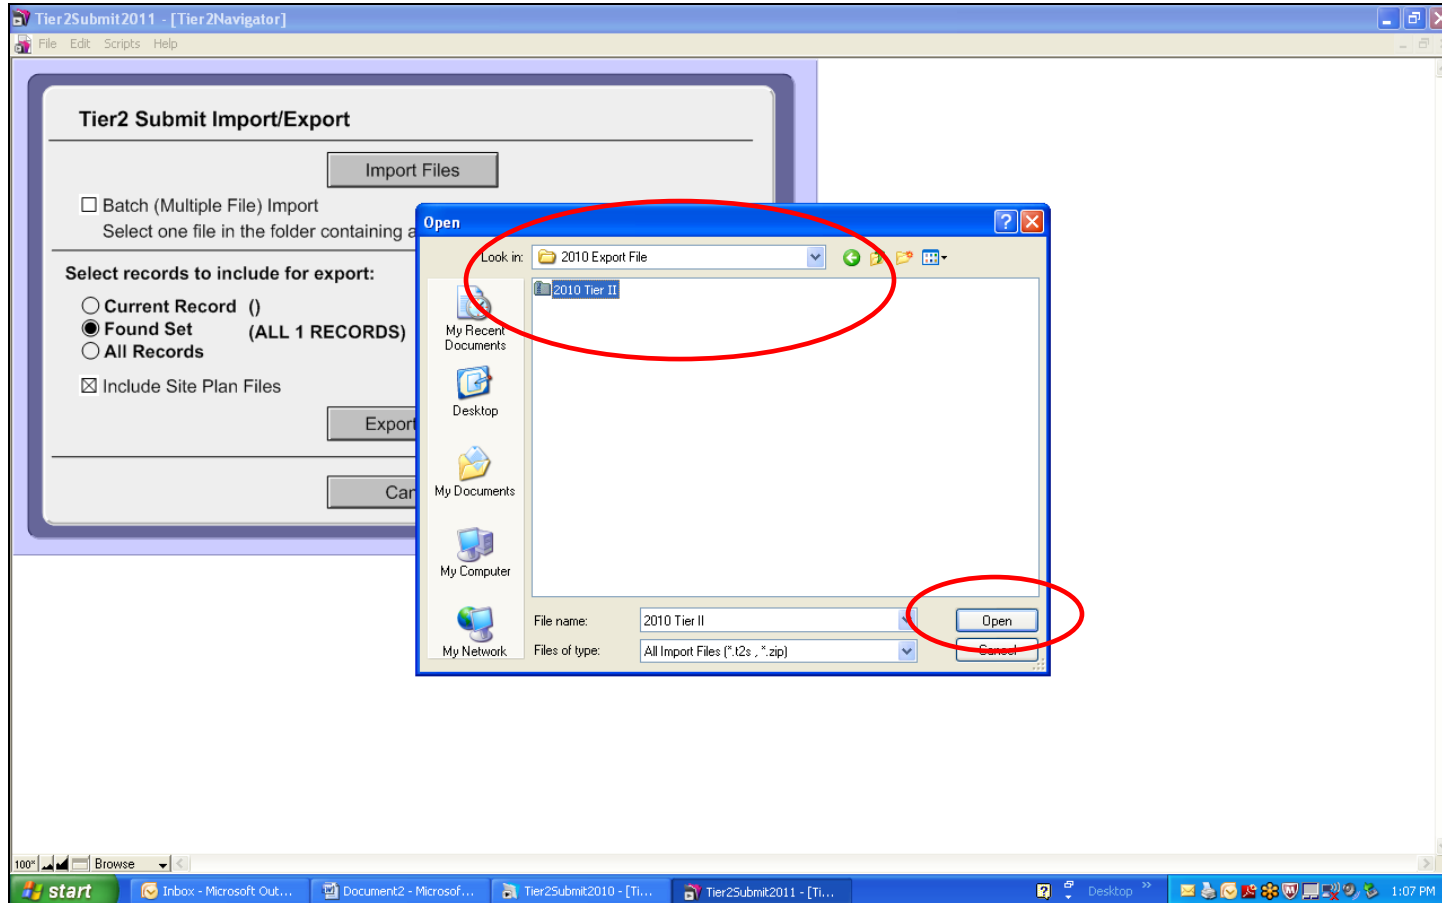 Tier2Submit2011 - [Tier2Navigator]
File Edit Scripts Help
Tier2 Submit Import/Export
Import Files
Batch (Multiple File) Import
Select one file in the folder containing a
Select records to include for export:
Current Record ()
Found Set (ALL 1 RECORDS)
All Records
Include Site Plan Files
Export
Can
Open
Look in: 2010 Export File
2010 Tier II
My Recent Documents
Desktop
My Documents
My Computer
My Network
File name: 2010 Tier II Open
Files of type: All Import Files (*.t2s , *.zip) Cancel
100 Browse
start Inbox - Microsoft Out... Document2 - Microsof... Tier2Submit2010 - [Ti... Tier2Submit2011 - [Ti... Desktop 1:07 PM